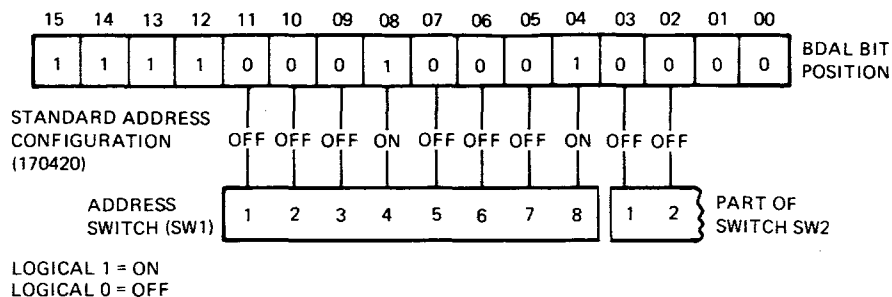 15 14 13 12 11 10 09 08 07 06 05 04 03 02 01 00
1 1 1 1 0 0 0 1 0 0 0 1 0 0 0 0
BDAL BIT
POSITION
STANDARD ADDRESS
CONFIGURATION
(170420)
OFF OFF OFF ON OFF OFF OFF ON OFF OFF
ADDRESS
SWITCH (SW1)
1 2 3 4 5 6 7 8 1 2
PART OF
SWITCH SW2
LOGICAL 1 = ON
LOGICAL 0 = OFF